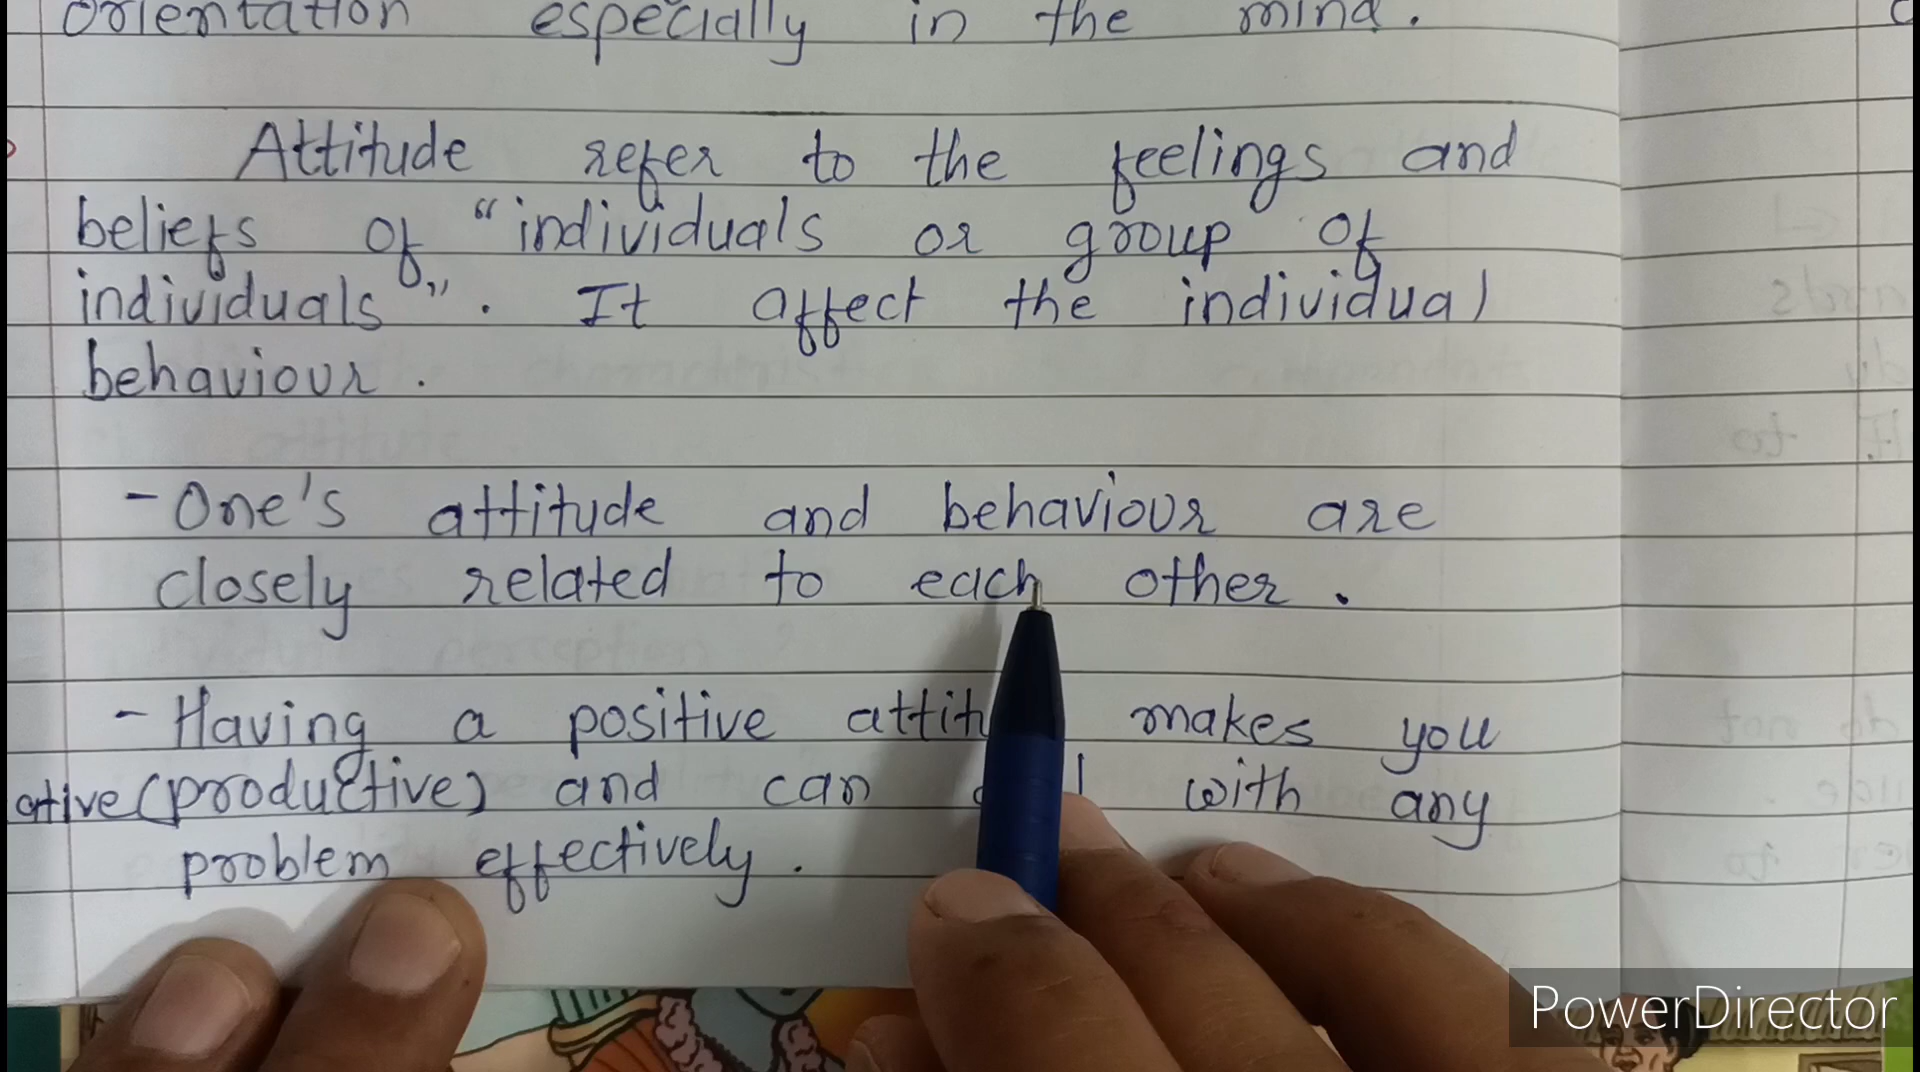 orientation especially in the mind.
Attitude refer to the feelings and
beliefs of "individuals or group of
individuals". It affect the individual
behaviour.
- One's attitude and behaviour are
closely related to each other.
- Having a positive makes you
(productive) and can with any
problem effectively.
PowerDirector